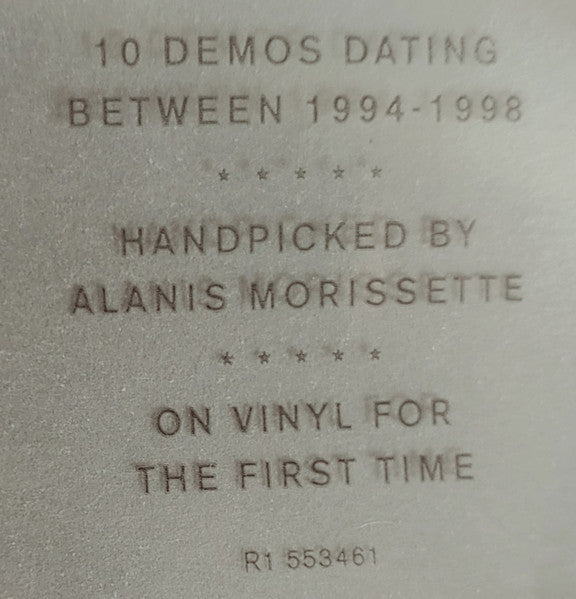 10 DEMOS DATING
BETWEEN 1994-1998
★ ★ ★ ★ ★
HANDPICKED BY
ALANIS MORISSETTE
★ ★ ★ ★ ★
ON VINYL FOR
THE FIRST TIME
R1 553461